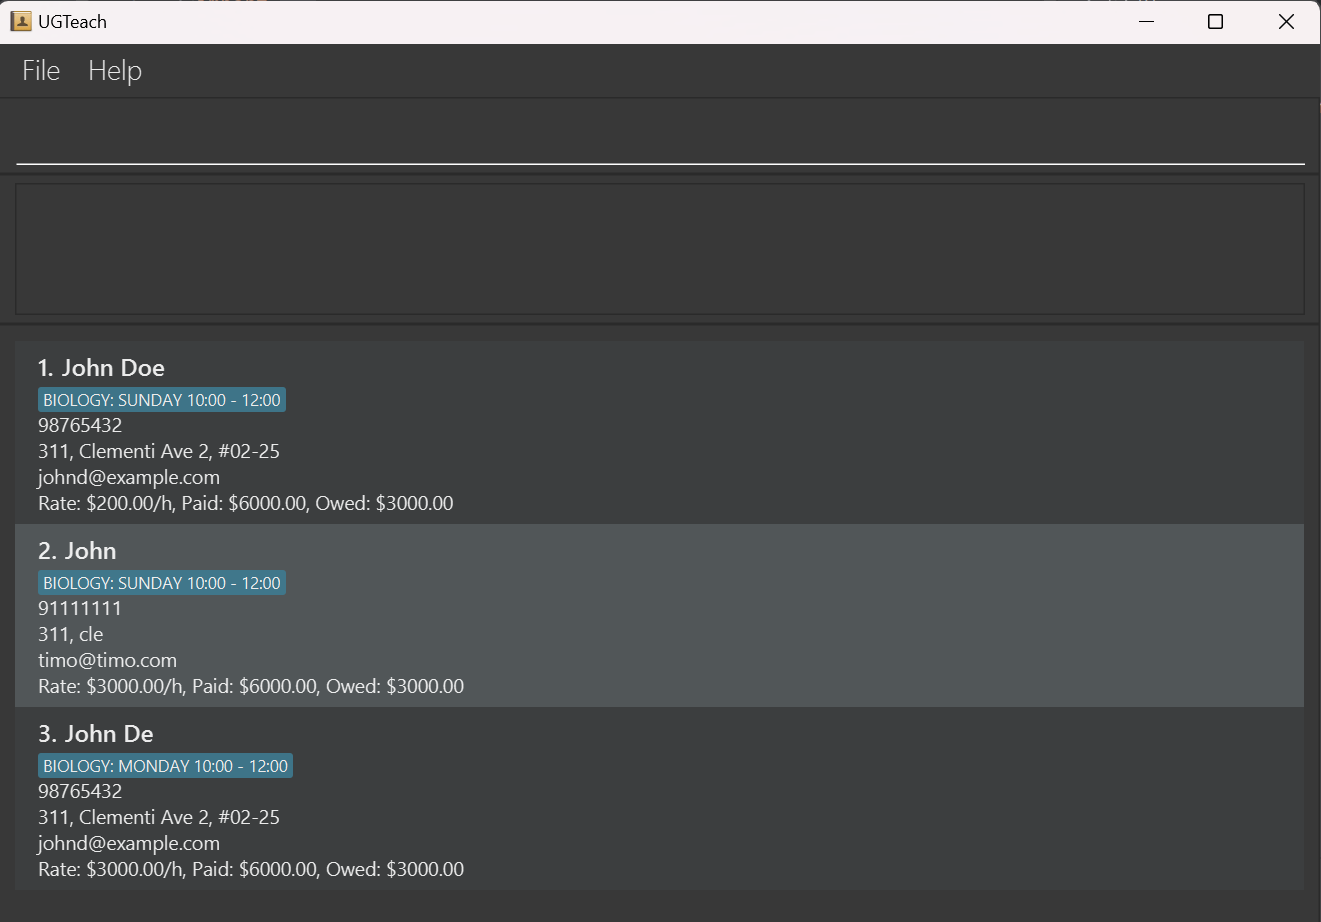 UGTeach
File Help
1. John Doe
BIOLOGY: SUNDAY 10:00 - 12:00
98765432
311, Clementi Ave 2, #02-25
johnd@example.com
Rate: $200.00/h, Paid: $6000.00, Owed: $3000.00
2. John
BIOLOGY: SUNDAY 10:00 - 12:00
91111111
311, cle
timo@timo.com
Rate: $3000.00/h, Paid: $6000.00, Owed: $3000.00
3. John De
BIOLOGY: MONDAY 10:00 - 12:00
98765432
311, Clementi Ave 2, #02-25
johnd@example.com
Rate: $3000.00/h, Paid: $6000.00, Owed: $3000.00